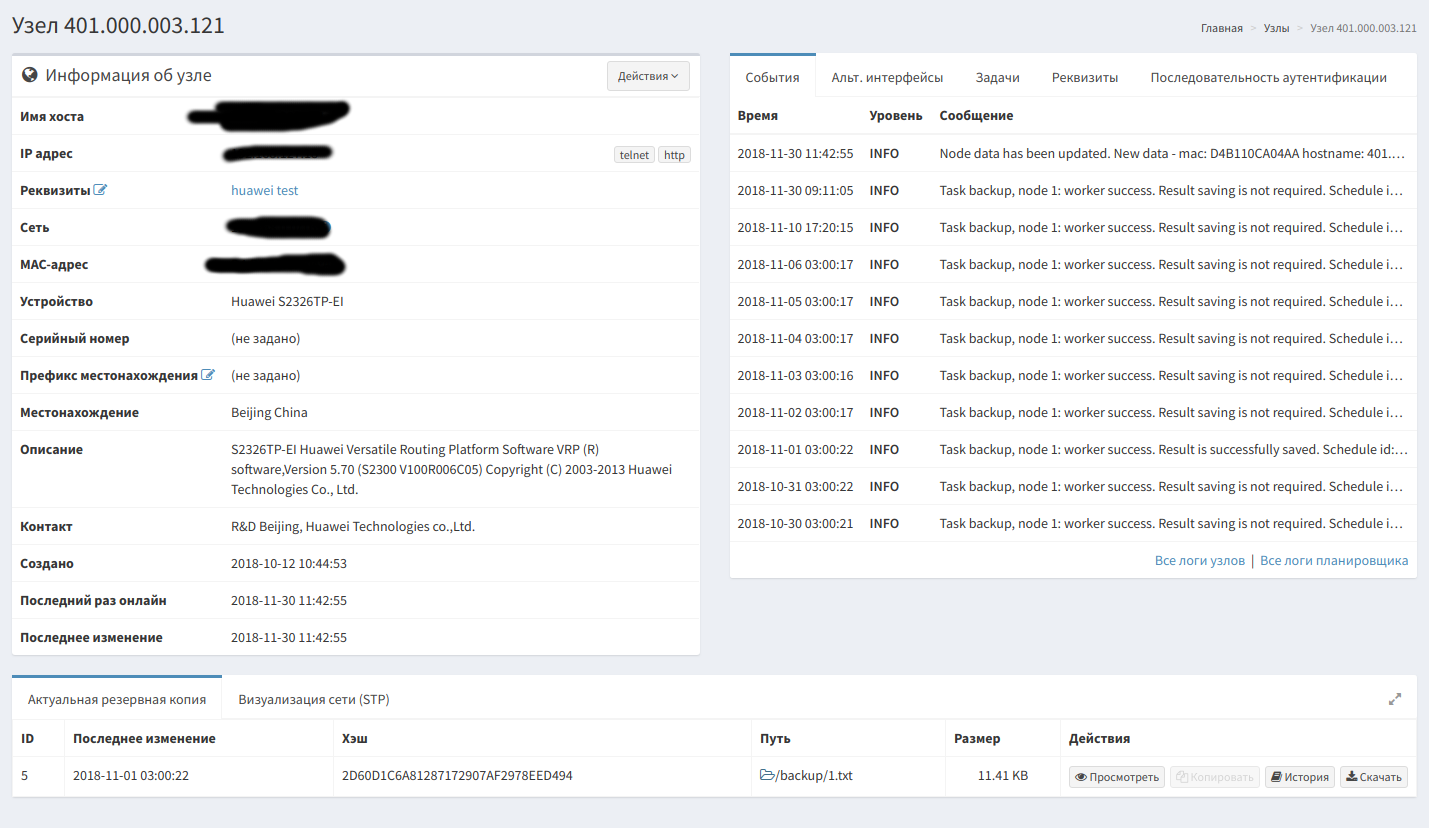 Узел 401.000.003.121
Главная > Узлы > Узел 401.000.003.121
Информация об узле
Действия
Имя хоста
IP адрес telnet http
Реквизиты huawei test
Сеть
MAC-адрес
Устройство Huawei S2326TP-EI
Серийный номер (не задано)
Префикс местонахождения (не задано)
Местонахождение Beijing China
Описание S2326TP-EI Huawei Versatile Routing Platform Software VRP (R)
software,Version 5.70 (S2300 V100R006C05) Copyright (C) 2003-2013 Huawei
Technologies Co., Ltd.
Контакт R&D Beijing, Huawei Technologies co.,Ltd.
Создано 2018-10-12 10:44:53
Последний раз онлайн 2018-11-30 11:42:55
Последнее изменение 2018-11-30 11:42:55
События Альт. интерфейсы Задачи Реквизиты Последовательность аутентификации
Время Уровень Сообщение
2018-11-30 11:42:55 INFO Node data has been updated. New data - mac: D4B110CA04AA hostname: 401....
2018-11-30 09:11:05 INFO Task backup, node 1: worker success. Result saving is not required. Schedule i...
2018-11-10 17:20:15 INFO Task backup, node 1: worker success. Result saving is not required. Schedule i...
2018-11-06 03:00:17 INFO Task backup, node 1: worker success. Result saving is not required. Schedule i...
2018-11-05 03:00:17 INFO Task backup, node 1: worker success. Result saving is not required. Schedule i...
2018-11-04 03:00:17 INFO Task backup, node 1: worker success. Result saving is not required. Schedule i...
2018-11-03 03:00:16 INFO Task backup, node 1: worker success. Result saving is not required. Schedule i...
2018-11-02 03:00:17 INFO Task backup, node 1: worker success. Result saving is not required. Schedule i...
2018-11-01 03:00:22 INFO Task backup, node 1: worker success. Result is successfully saved. Schedule id:...
2018-10-31 03:00:22 INFO Task backup, node 1: worker success. Result saving is not required. Schedule i...
2018-10-30 03:00:21 INFO Task backup, node 1: worker success. Result saving is not required. Schedule i...
Все логи узлов | Все логи планировщика
Актуальная резервная копия Визуализация сети (STP)
ID Последнее изменение Хэш Путь Размер Действия
5 2018-11-01 03:00:22 2D60D1C6A81287172907AF2978EED494 /backup/1.txt 11.41 KB Просмотреть Копировать История Скачать